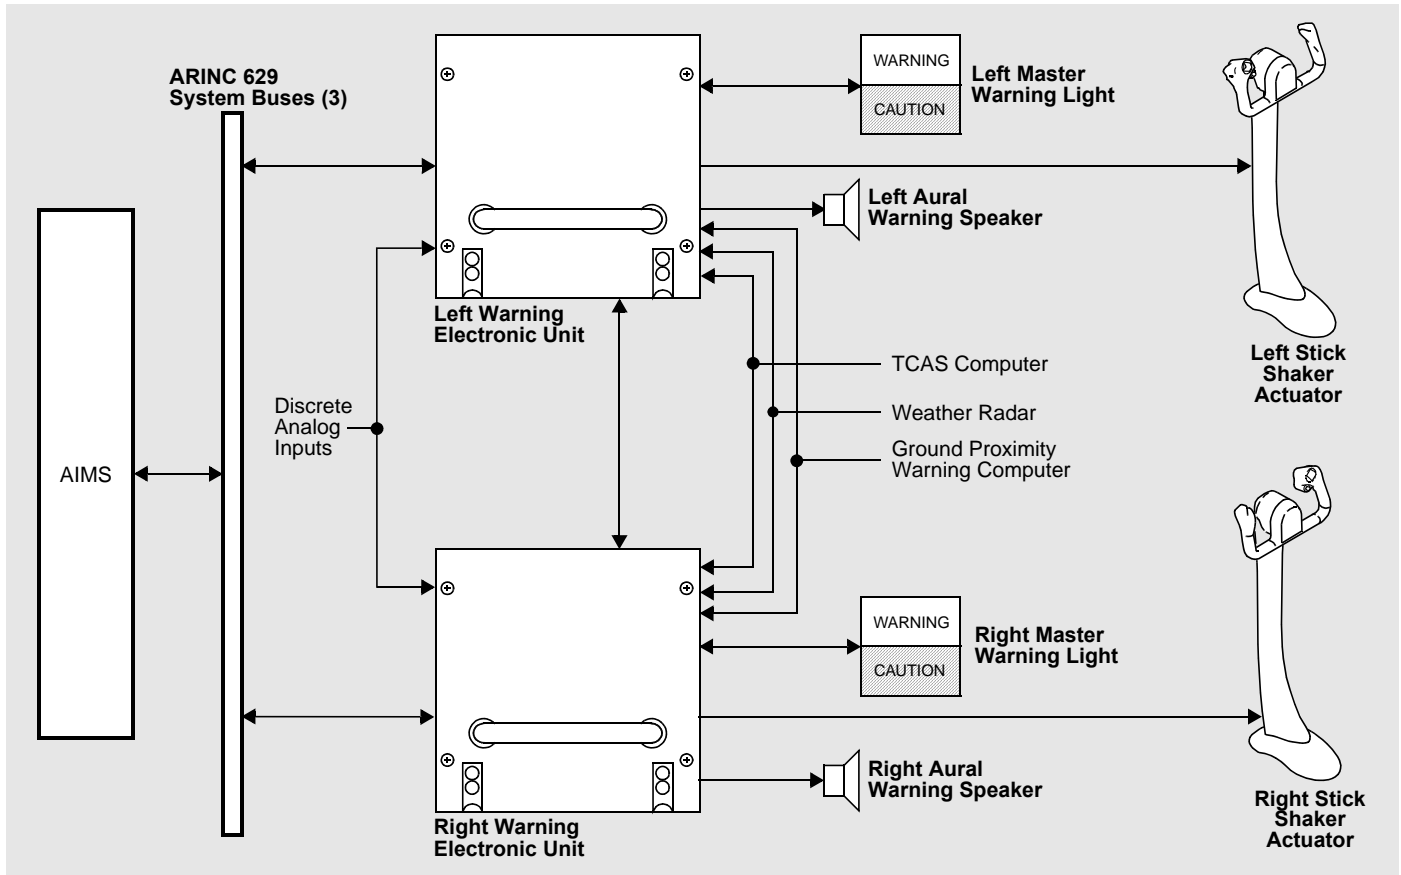 ARINC 629
System Buses (3)
AIMS
Discrete
Analog
Inputs
Left Warning
Electronic Unit
WARNING
CAUTION
Left Master
Warning Light
Left Aural
Warning Speaker
Left Stick
Shaker
Actuator
TCAS Computer
Weather Radar
Ground Proximity
Warning Computer
WARNING
CAUTION
Right Master
Warning Light
Right Aural
Warning Speaker
Right Warning
Electronic Unit
Right Stick
Shaker
Actuator